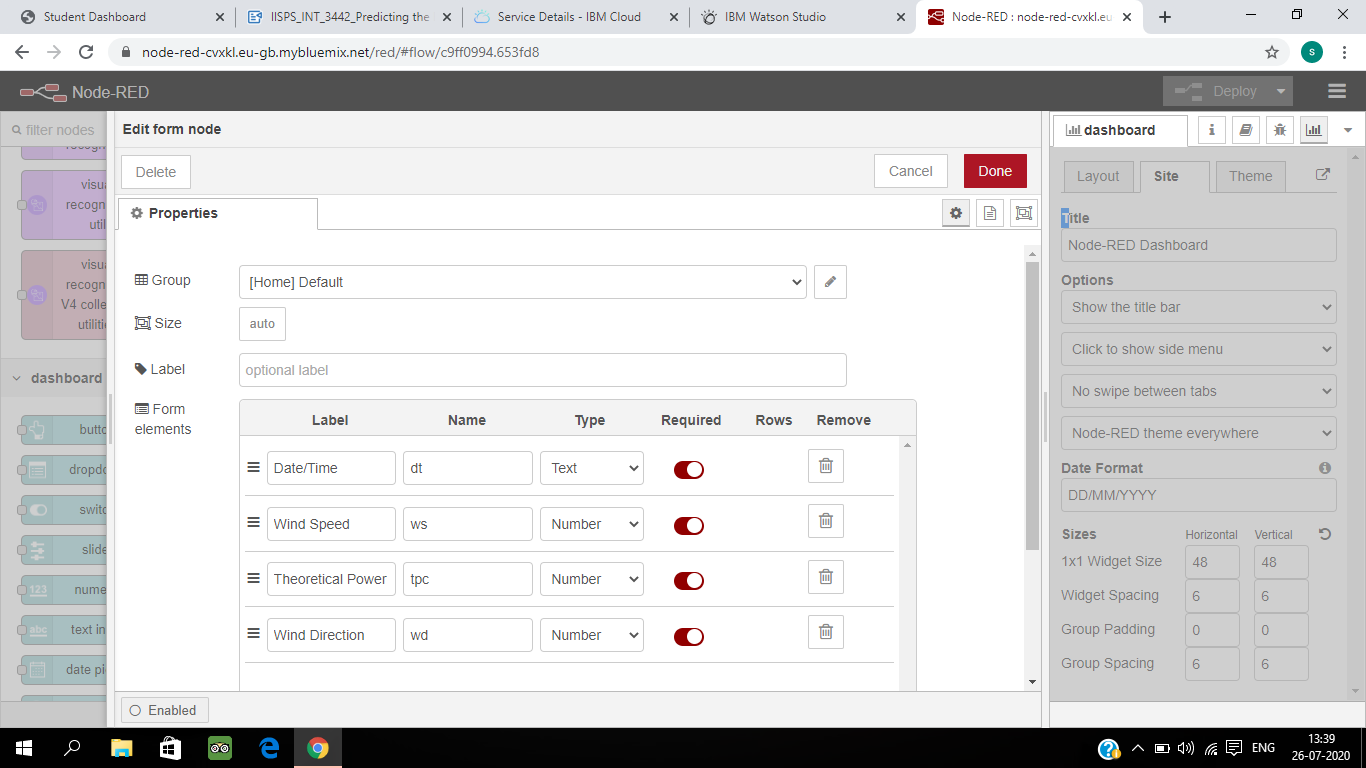 Student Dashboard
IISPS_INT_3442_Predicting the
Service Details - IBM Cloud
IBM Watson Studio
Node-RED : node-red-cvxkl.eu
node-red-cvxkl.eu-gb.mybluemix.net/red/#flow/c9ff0994.653fd8
S
Node-RED
Deploy
filter nodes
visu
recogn
util
visu
recogn
V4 colle
utiliti
dashboard
butto
dropdo
switc
slide
123
nume
abc
text in
date pi
Edit form node
Delete
Cancel
Done
Properties
Group
[Home] Default
Size
auto
Label
optional label
Form
elements
Label Name Type Required Rows Remove
Date/Time dt Text
Wind Speed ws Number
Theoretical Power tpc Number
Wind Direction wd Number
Enabled
dashboard
i
Layout
Site
Theme
Title
Node-RED Dashboard
Options
Show the title bar
Click to show side menu
No swipe between tabs
Node-RED theme everywhere
Date Format
DD/MM/YYYY
Sizes Horizontal Vertical
1x1 Widget Size 48 48
Widget Spacing 6 6
Group Padding 0 0
Group Spacing 6 6
ENG
13:39
26-07-2020